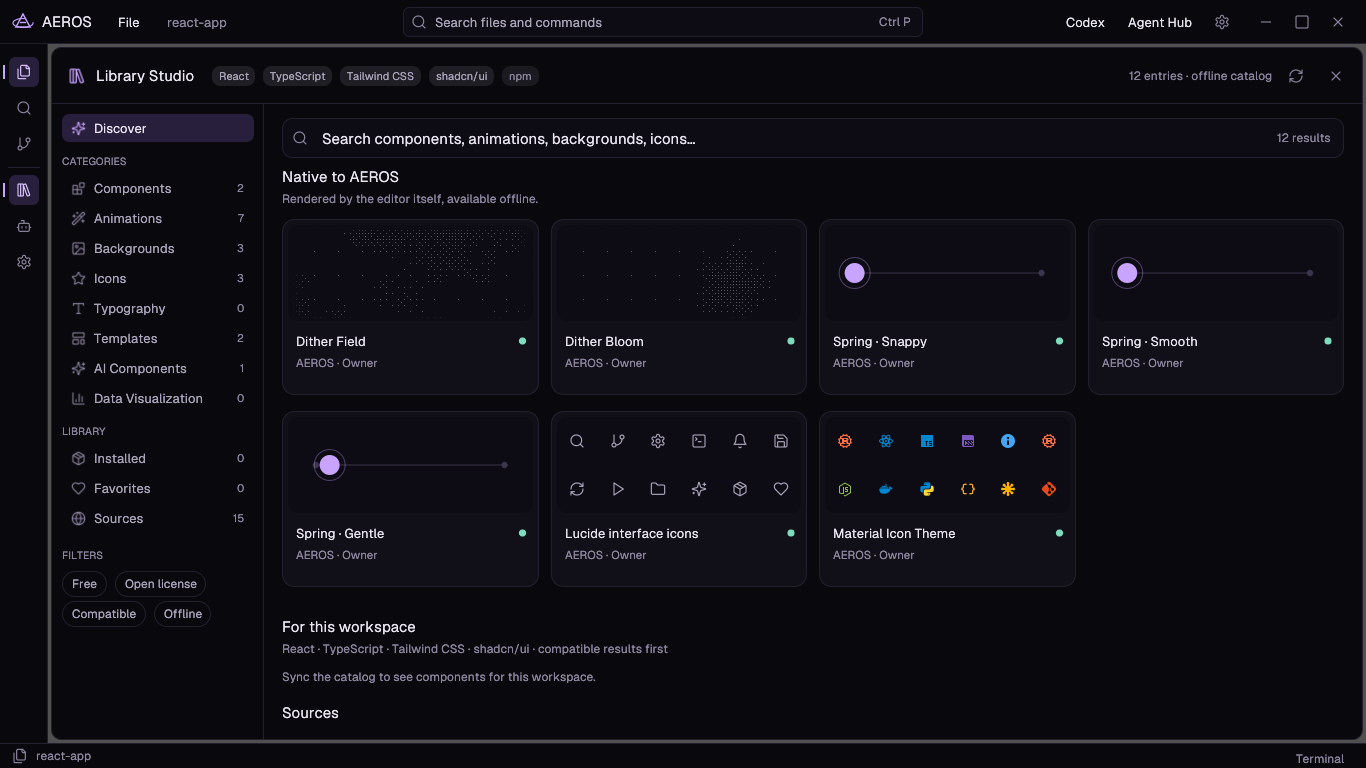 AEROS File react-app Search files and commands Ctrl P Codex Agent Hub
Library Studio React TypeScript Tailwind CSS shadcn/ui npm 12 entries · offline catalog
Discover
CATEGORIES
Components 2
Animations 7
Backgrounds 3
Icons 3
Typography 0
Templates 2
AI Components 1
Data Visualization 0
LIBRARY
Installed 0
Favorites 0
Sources 15
FILTERS
Free Open license
Compatible Offline
Search components, animations, backgrounds, icons... 12 results
Native to AEROS
Rendered by the editor itself, available offline.
Dither Field
AEROS · Owner
Dither Bloom
AEROS · Owner
Spring · Snappy
AEROS · Owner
Spring · Smooth
AEROS · Owner
Spring · Gentle
AEROS · Owner
Lucide interface icons
AEROS · Owner
TS
JS
Material Icon Theme
AEROS · Owner
For this workspace
React · TypeScript · Tailwind CSS · shadcn/ui · compatible results first
Sync the catalog to see components for this workspace.
Sources
react-app Terminal